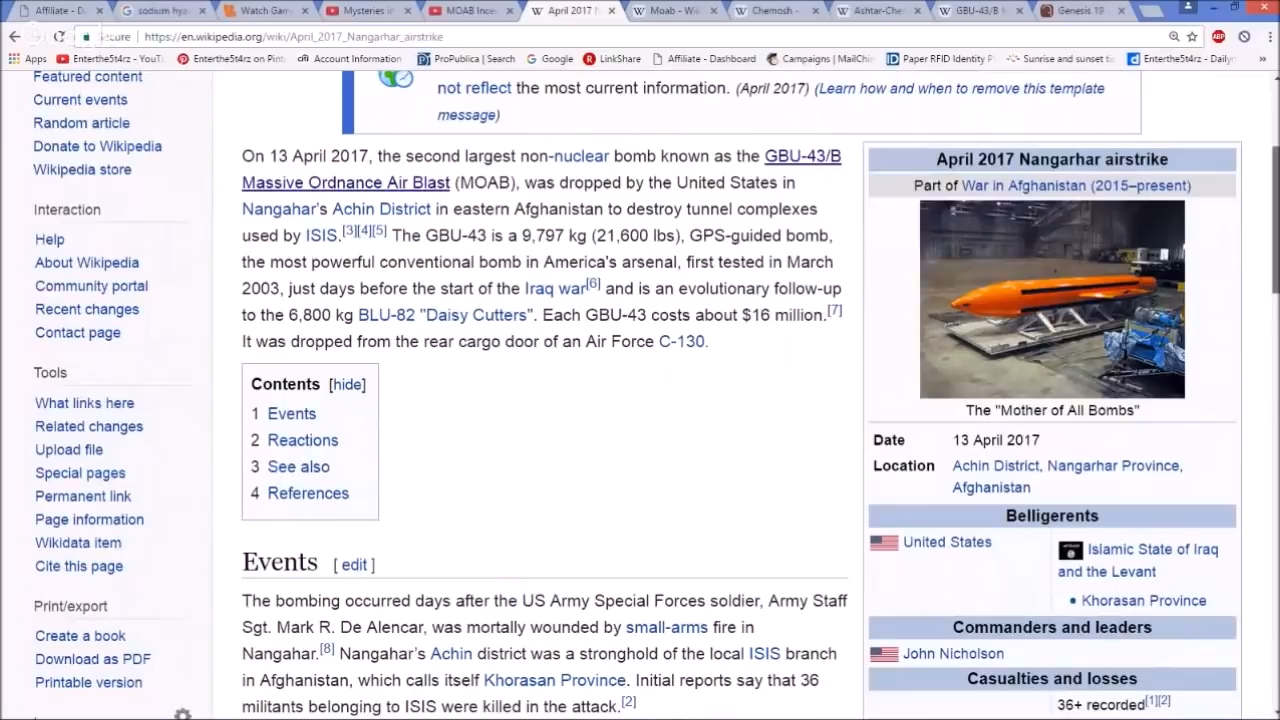 Affiliate - D
sodium hya
Watch Gam
Mysteries i
MOAB Ince
April 2017
Moab - Wi
Chemosh -
Ashtar-Che
GBU-43/B
Genesis 19
https://en.wikipedia.org/wiki/April_2017_Nangarhar_airstrike
Apps
Enterthe5t4rz - YouTu
Enterthe5t4rz on Pint
Account Information
ProPublica | Search
Google
LinkShare
Affiliate - Dashboard
Campaigns | MailChim
Paper RFID Identity P
Sunrise and sunset tim
Enterthe5t4rz - Dailyn
»
Featured content
Current events
Random article
Donate to Wikipedia
Wikipedia store
Interaction
Help
About Wikipedia
Community portal
Recent changes
Contact page
Tools
What links here
Related changes
Upload file
Special pages
Permanent link
Page information
Wikidata item
Cite this page
Print/export
Create a book
Download as PDF
Printable version
not reflect the most current information. (April 2017) (Learn how and when to remove this template
message)
On 13 April 2017, the second largest non-nuclear bomb known as the GBU-43/B
Massive Ordnance Air Blast (MOAB), was dropped by the United States in
Nangahar's Achin District in eastern Afghanistan to destroy tunnel complexes
used by ISIS.[3][4][5] The GBU-43 is a 9,797 kg (21,600 lbs), GPS-guided bomb,
the most powerful conventional bomb in America's arsenal, first tested in March
2003, just days before the start of the Iraq war[6] and is an evolutionary follow-up
to the 6,800 kg BLU-82 "Daisy Cutters". Each GBU-43 costs about $16 million.[7]
It was dropped from the rear cargo door of an Air Force C-130.
Contents [hide]
1 Events
2 Reactions
3 See also
4 References
Events [ edit ]
The bombing occurred days after the US Army Special Forces soldier, Army Staff
Sgt. Mark R. De Alencar, was mortally wounded by small-arms fire in
Nangahar.[8] Nangahar's Achin district was a stronghold of the local ISIS branch
in Afghanistan, which calls itself Khorasan Province. Initial reports say that 36
militants belonging to ISIS were killed in the attack.[2]
April 2017 Nangarhar airstrike
Part of War in Afghanistan (2015–present)
The "Mother of All Bombs"
Date 13 April 2017
Location Achin District, Nangarhar Province,
Afghanistan
Belligerents
United States
Islamic State of Iraq
and the Levant
• Khorasan Province
Commanders and leaders
John Nicholson
Casualties and losses
36+ recorded[1][2]